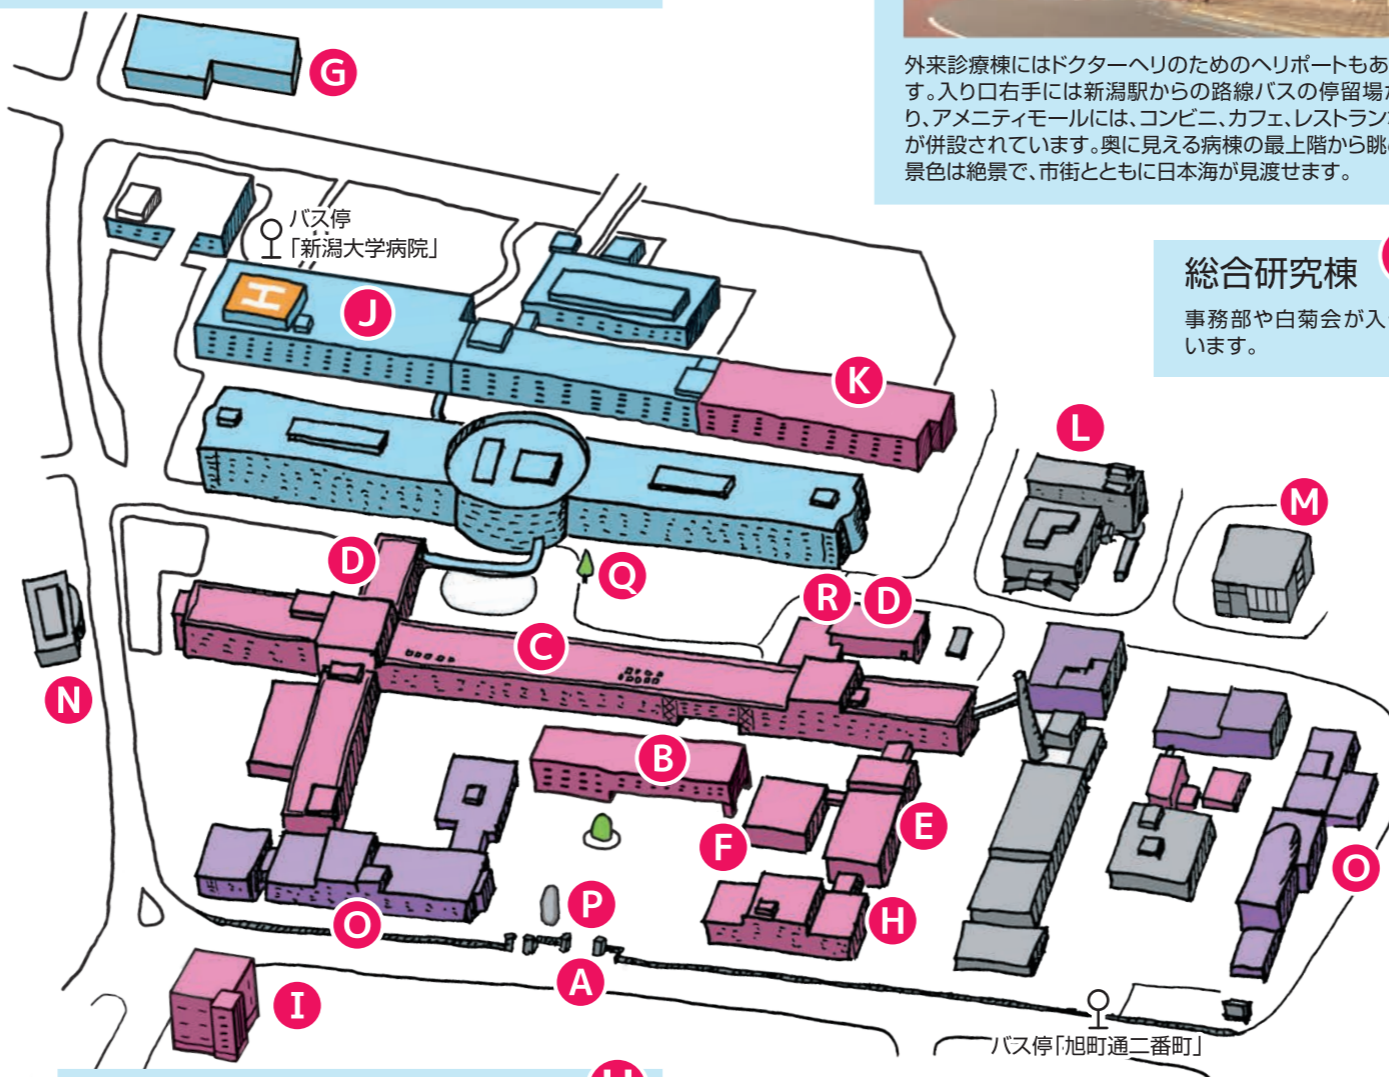 外来診療棟にはドクターヘリのためのヘリポートもあ
す。入り口右手には新潟駅からの路線バスの停留場
り、アメニティモールには、コンビニ、カフェ、レストラン
が併設されています。奥に見える病棟の最上階から眺
景色は絶景で、市街とともに日本海が見渡せます。
G
バス停
「新潟大学病院」
総合研究棟
事務部や白菊会が入
います。
H
J
K
L
M
D
Q
R
D
C
N
B
E
F
O
P
H
O
A
I
バス停「旭町通二番町」